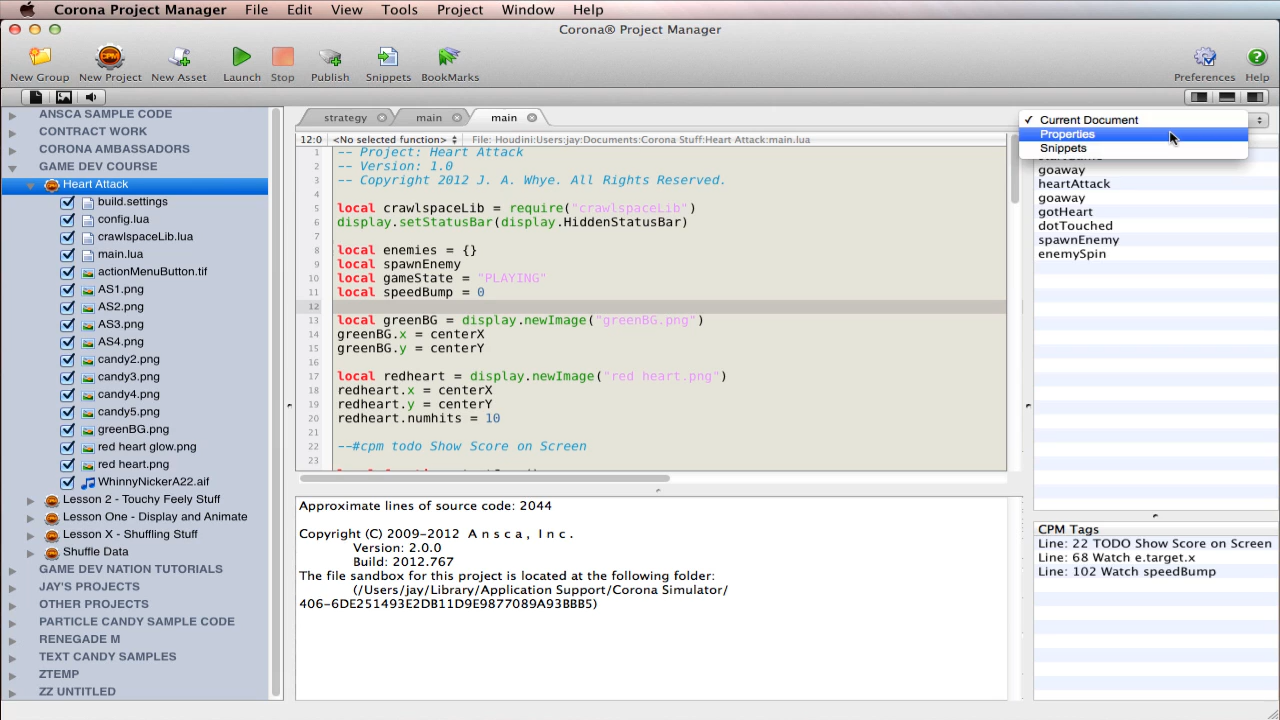 Corona Project Manager File Edit View Tools Project Window Help
Corona® Project Manager
New Group New Project New Asset Launch Stop Publish Snippets BookMarks Preferences Help
ANSCA SAMPLE CODE
CONTRACT WORK
CORONA AMBASSADORS
GAME DEV COURSE
Heart Attack
build.settings
config.lua
crawlspaceLib.lua
main.lua
actionMenuButton.tif
AS1.png
AS2.png
AS3.png
AS4.png
candy2.png
candy3.png
candy4.png
candy5.png
greenBG.png
red heart glow.png
red heart.png
WhinnyNickerA22.aif
Lesson 2 - Touchy Feely Stuff
Lesson One - Display and Animate
Lesson X - Shuffling Stuff
Shuffle Data
GAME DEV NATION TUTORIALS
JAY'S PROJECTS
OTHER PROJECTS
PARTICLE CANDY SAMPLE CODE
RENEGADE M
TEXT CANDY SAMPLES
ZTEMP
ZZ UNTITLED
strategy main main
12:0 <No selected function> File: Houdini:Users:jay:Documents:Corona Stuff:Heart Attack:main.lua
1 -- Project: Heart Attack
2 -- Version: 1.0
3 -- Copyright 2012 J. A. Whye. All Rights Reserved.
4
5 local crawlspaceLib = require("crawlspaceLib")
6 display.setStatusBar(display.HiddenStatusBar)
7
8 local enemies = {}
9 local spawnEnemy
10 local gameState = "PLAYING"
11 local speedBump = 0
12
13 local greenBG = display.newImage("greenBG.png")
14 greenBG.x = centerX
15 greenBG.y = centerY
16
17 local redheart = display.newImage("red heart.png")
18 redheart.x = centerX
19 redheart.y = centerY
20 redheart.numhits = 10
21
22 --#cpm todo Show Score on Screen
23
Approximate lines of source code: 2044
Copyright (C) 2009-2012 A n s c a , I n c .
Version: 2.0.0
Build: 2012.767
The file sandbox for this project is located at the following folder:
(/Users/jay/Library/Application Support/Corona Simulator/
406-6DE251493E2DB11D9E9877089A93BBB5)
✓ Current Document
Properties
Snippets
goaway
heartAttack
goaway
gotHeart
dotTouched
spawnEnemy
enemySpin
CPM Tags
Line: 22 TODO Show Score on Screen
Line: 68 Watch e.target.x
Line: 102 Watch speedBump